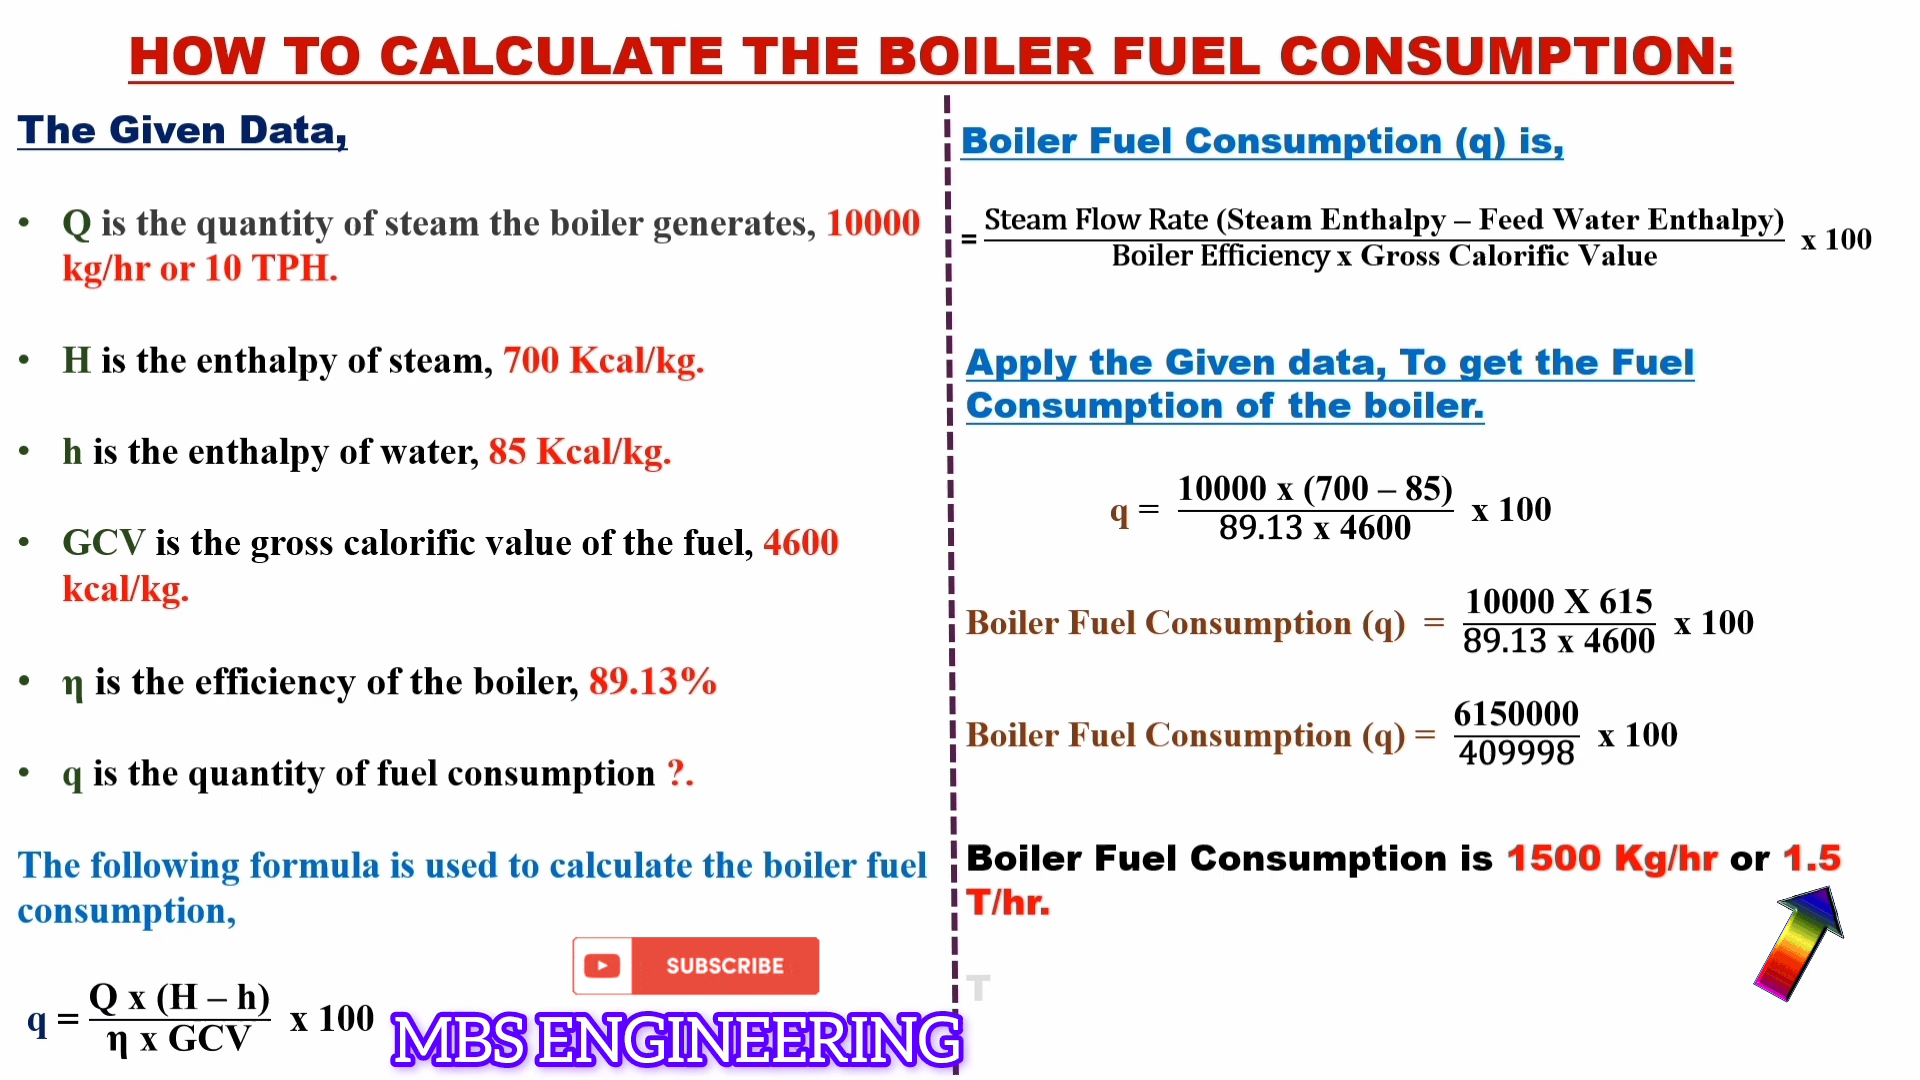 HOW TO CALCULATE THE BOILER FUEL CONSUMPTION:
The Given Data,
• Q is the quantity of steam the boiler generates, 10000
kg/hr or 10 TPH.
• H is the enthalpy of steam, 700 Kcal/kg.
• h is the enthalpy of water, 85 Kcal/kg.
• GCV is the gross calorific value of the fuel, 4600
kcal/kg.
• η is the efficiency of the boiler, 89.13%
• q is the quantity of fuel consumption ?.
The following formula is used to calculate the boiler fuel
consumption,
Q x (H – h)
q = x 100
η x GCV
SUBSCRIBE
MBS ENGINEERING
Boiler Fuel Consumption (q) is,
Steam Flow Rate (Steam Enthalpy – Feed Water Enthalpy)
= x 100
Boiler Efficiency x Gross Calorific Value
Apply the Given data, To get the Fuel
Consumption of the boiler.
10000 x (700 – 85)
q = x 100
89.13 x 4600
10000 X 615
Boiler Fuel Consumption (q) = x 100
89.13 x 4600
6150000
Boiler Fuel Consumption (q) = x 100
409998
Boiler Fuel Consumption is 1500 Kg/hr or 1.5
T/hr.
T